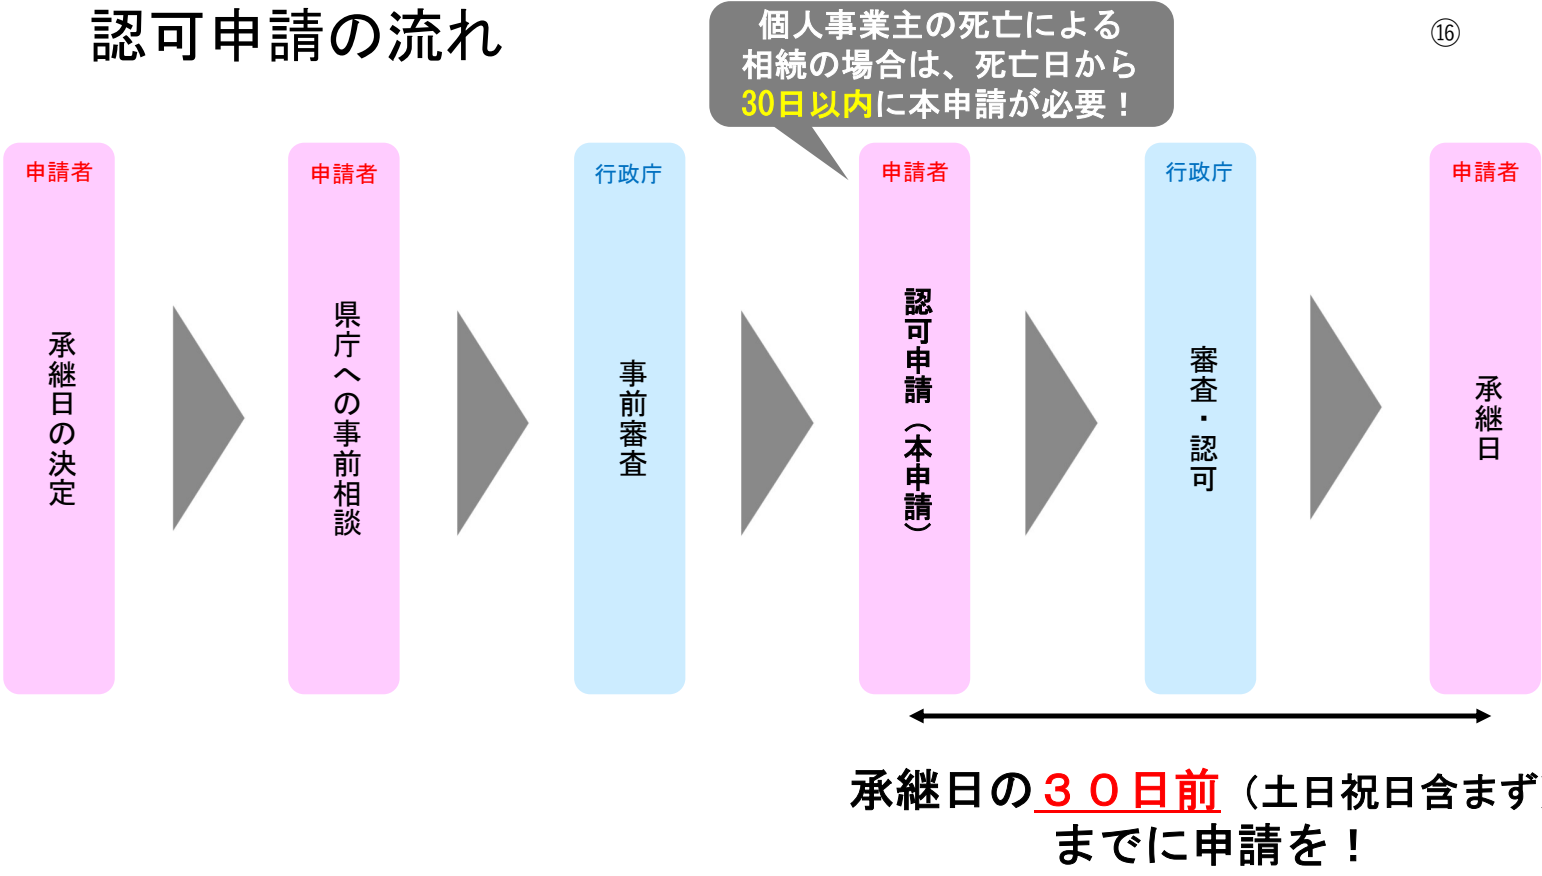 認可申請の流れ
個人事業主の死亡による
相続の場合は、死亡日から
30日以内に本申請が必要！
⑯
申請者
承継日の決定
申請者
県庁への事前相談
行政庁
事前審査
申請者
認可申請（本申請）
行政庁
審査・認可
申請者
承継日
承継日の３０日前（土日祝日含まず
までに申請を！